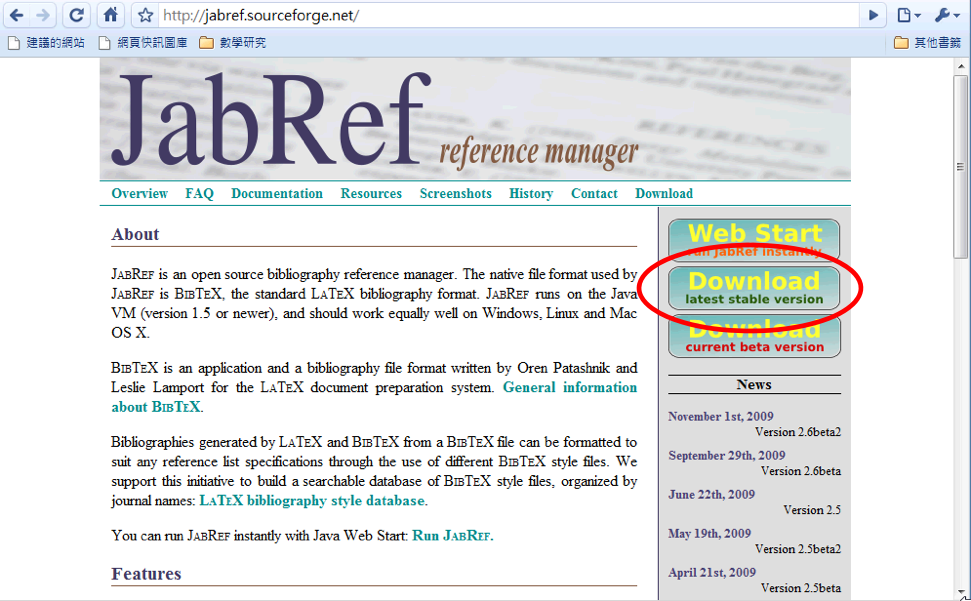 http://jabref.sourceforge.net/
建議的網站 網頁快訊圖庫 數學研究 其他書籤
JabRef reference manager
REFERENCES
Overview FAQ Documentation Resources Screenshots History Contact Download
About
JABREF is an open source bibliography reference manager. The native file format used by
JABREF is BIBTEX, the standard LATEX bibliography format. JABREF runs on the Java
VM (version 1.5 or newer), and should work equally well on Windows, Linux and Mac
OS X.
BIBTEX is an application and a bibliography file format written by Oren Patashnik and
Leslie Lamport for the LATEX document preparation system. General information
about BIBTEX.
Bibliographies generated by LATEX and BIBTEX from a BIBTEX file can be formatted to
suit any reference list specifications through the use of different BIBTEX style files. We
support this initiative to build a searchable database of BIBTEX style files, organized by
journal names: LATEX bibliography style database.
You can run JABREF instantly with Java Web Start: Run JABREF.
Features
Web Start
run JabRef instantly
Download
latest stable version
Download
current beta version
News
November 1st, 2009
Version 2.6beta2
September 29th, 2009
Version 2.6beta
June 22th, 2009
Version 2.5
May 19th, 2009
Version 2.5beta2
April 21st, 2009
Version 2.5beta